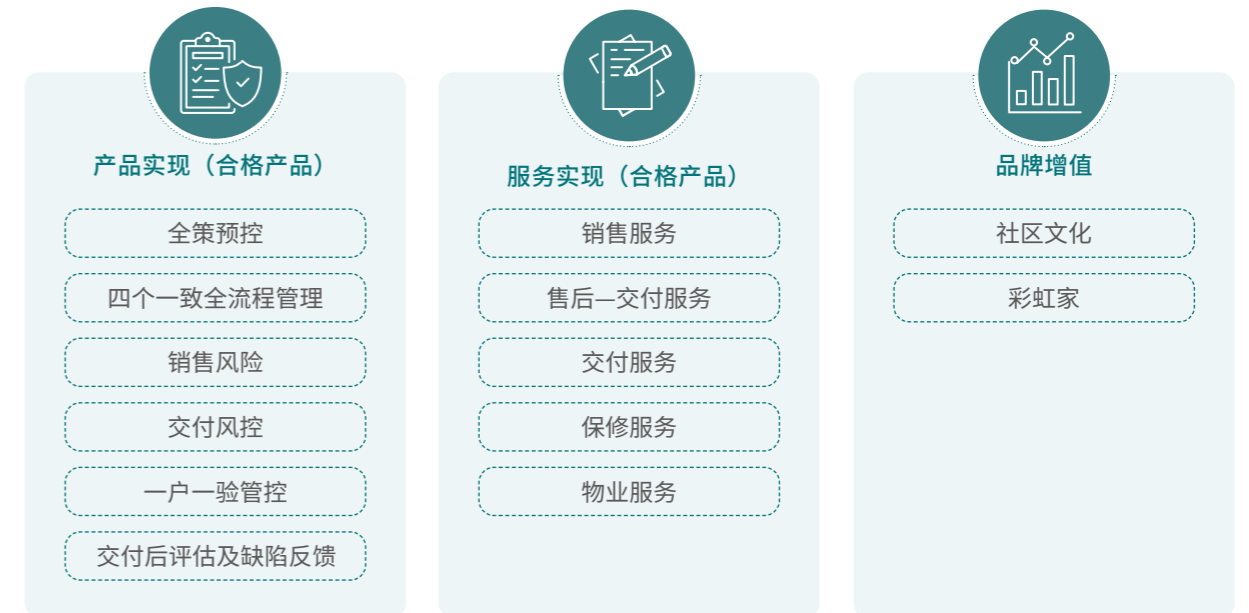 产品实现（合格产品）
全策预控
四个一致全流程管理
销售风险
交付风控
一户一验管控
交付后评估及缺陷反馈
服务实现（合格产品）
销售服务
售后—交付服务
交付服务
保修服务
物业服务
品牌增值
社区文化
彩虹家